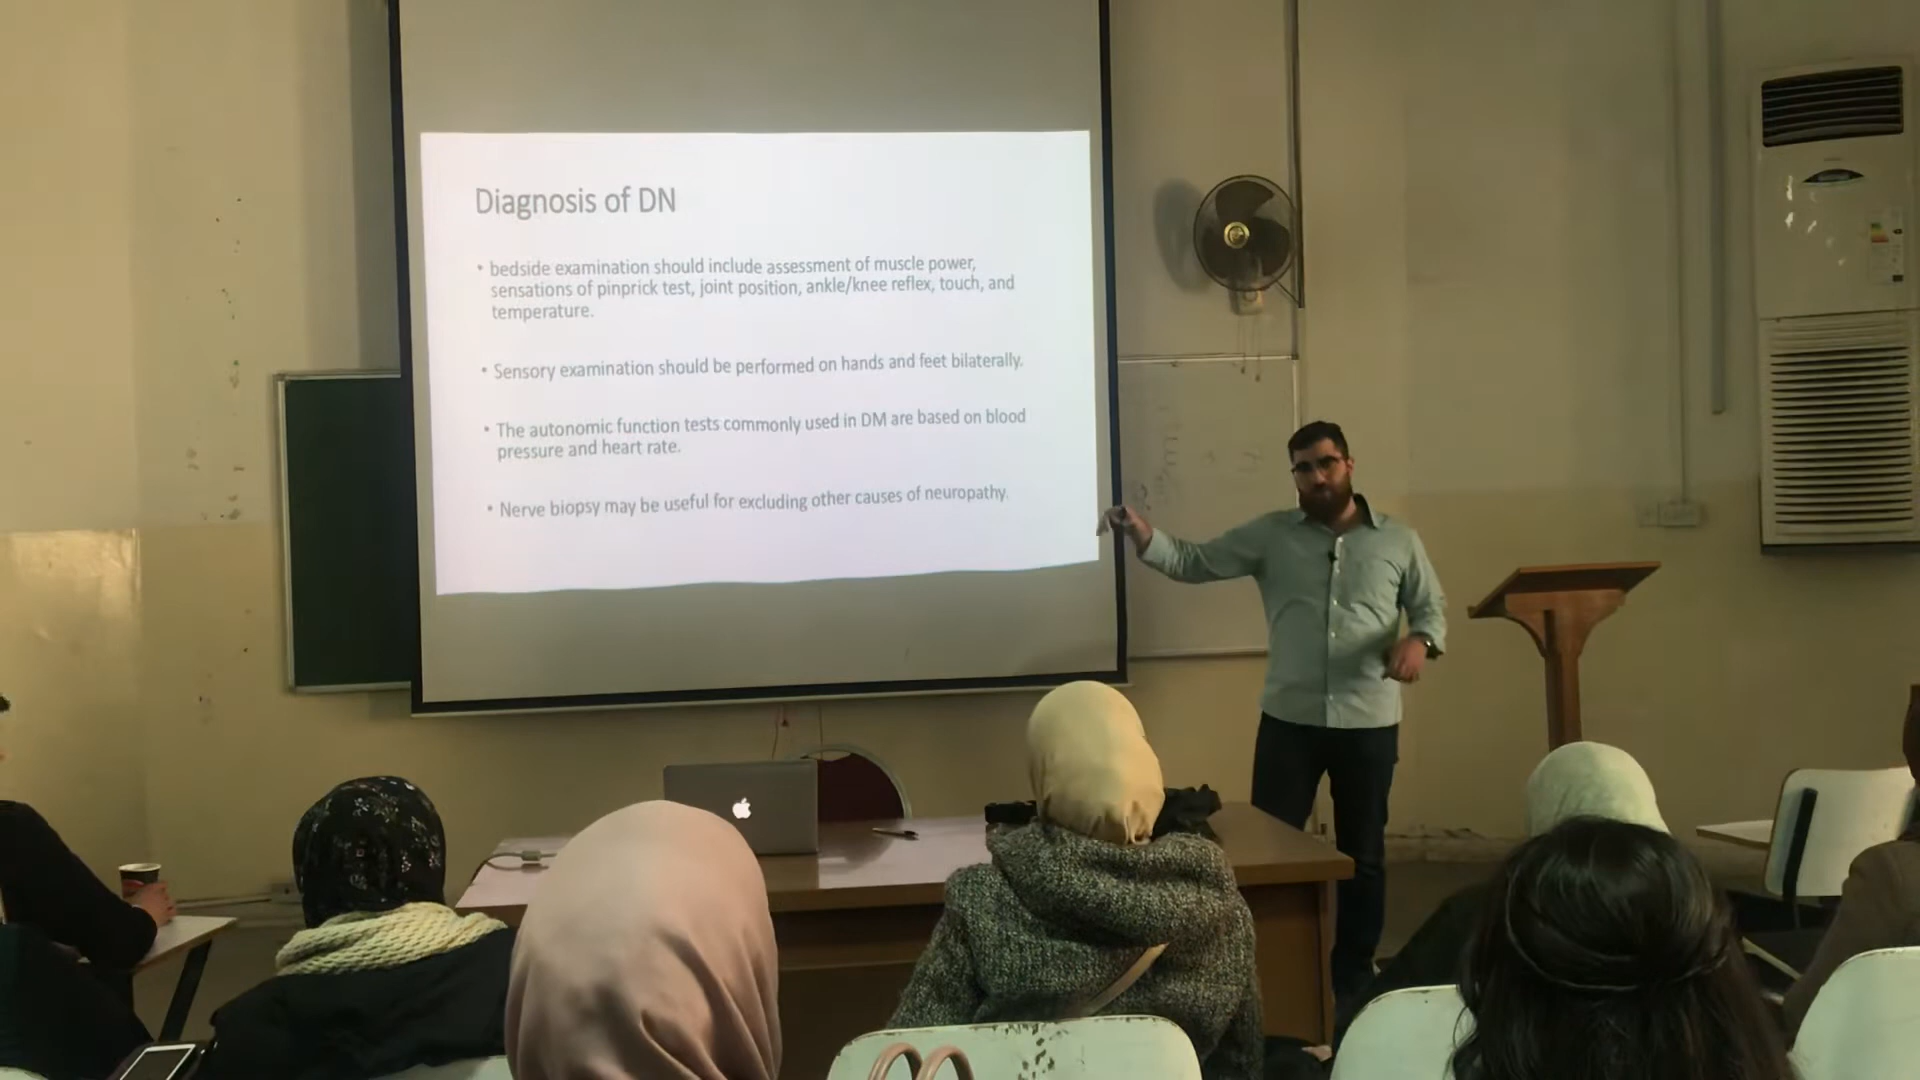 Diagnosis of DN
• bedside examination should include assessment of muscle power,
sensations of pinprick test, joint position, ankle/knee reflex, touch, and
temperature.
• Sensory examination should be performed on hands and feet bilaterally.
• The autonomic function tests commonly used in DM are based on blood
pressure and heart rate.
• Nerve biopsy may be useful for excluding other causes of neuropathy.